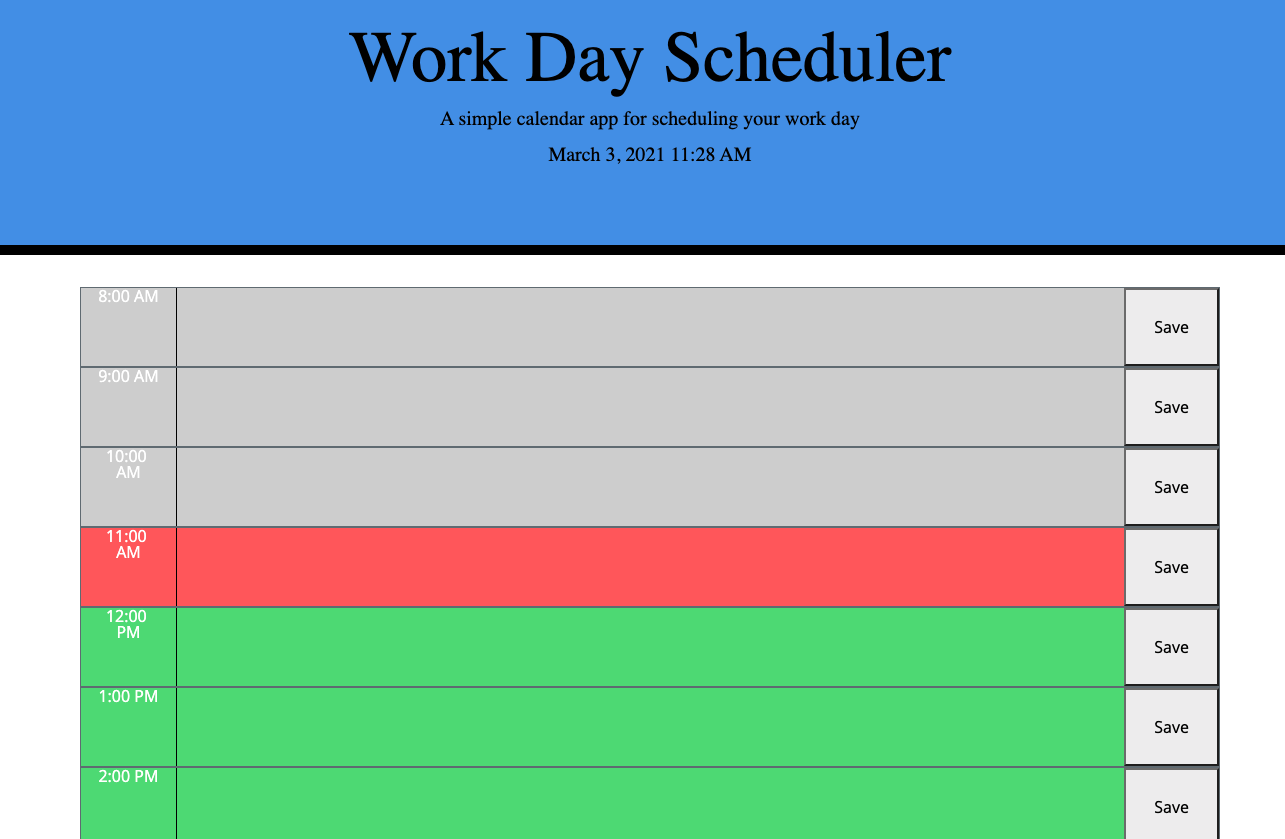 Work Day Scheduler
A simple calendar app for scheduling your work day
March 3, 2021 11:28 AM
8:00 AM
Save
9:00 AM
Save
10:00
AM
Save
11:00
AM
Save
12:00
PM
Save
1:00 PM
Save
2:00 PM
Save